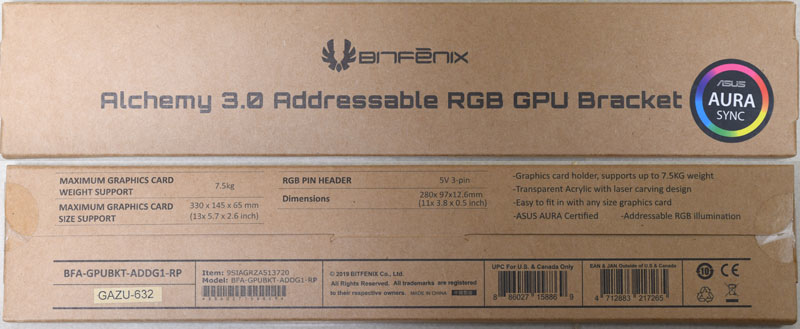 BITFĒNIX
Alchemy 3.0 Addressable RGB GPU Bracket
ASUS
AURA
SYNC
MAXIMUM GRAPHICS CARD
WEIGHT SUPPORT
7.5kg
MAXIMUM GRAPHICS CARD
SIZE SUPPORT
330 x 145 x 65 mm
(13x 5.7 x 2.6 inch)
RGB PIN HEADER
5V 3-pin
Dimensions
280x 97x12.6mm
(11x 3.8 x 0.5 inch)
-Graphics card holder, supports up to 7.5KG weight
-Transparent Acrylic with laser carving design
-Easy to fit in with any size graphics card
-ASUS AURA Certified -Addressable RGB illumination
BFA-GPUBKT-ADDG1-RP
GAZU-632
Item: 9SIAGKZAS13720
Model: BFA-GPUBKT-ADDG1-RP
© 2019 BITFENIX Co., Ltd.
All Rights Reserved. All trademarks are registered
to their respective owners. MADE IN CHINA
UPC For U.S. & Canada Only
8 86027 15886 9
EAN & JAN Outside of U.S & Canada
4 712883 217265
10
CE